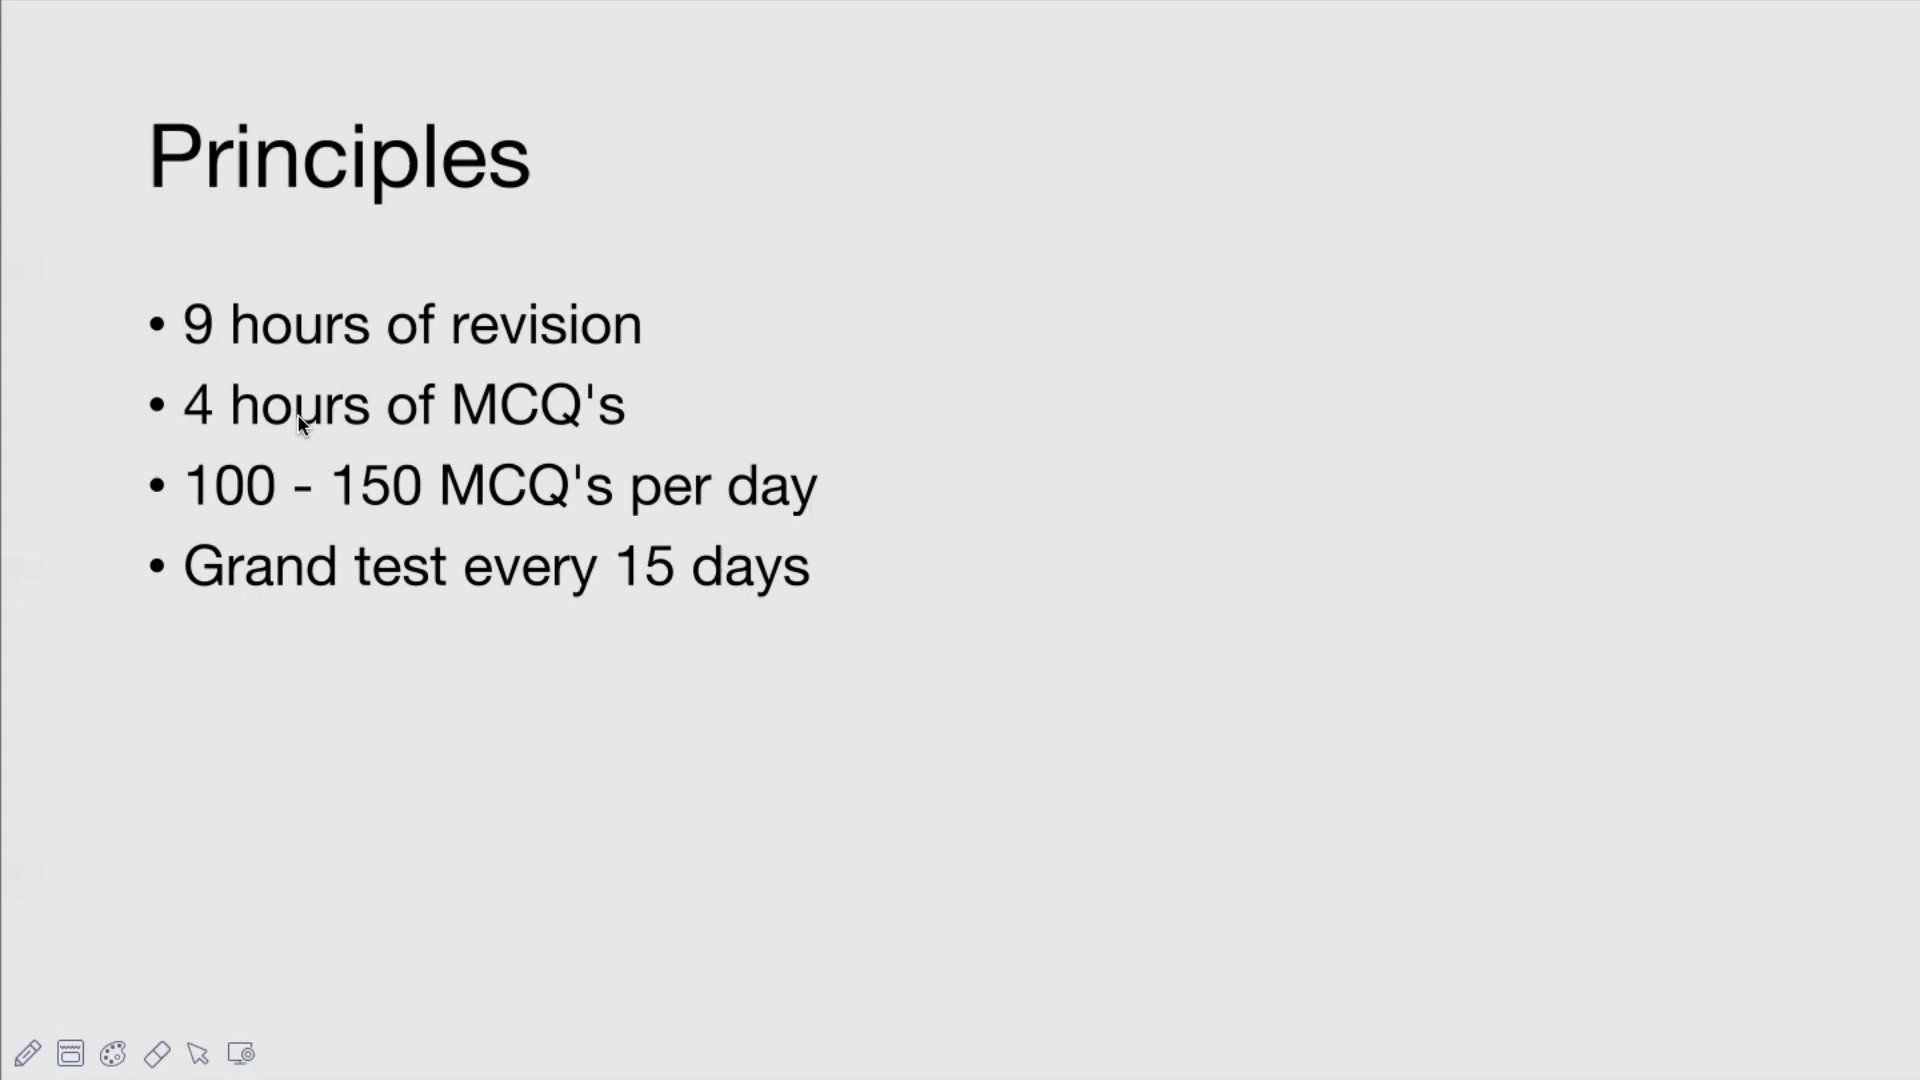 Principles
• 9 hours of revision
• 4 hours of MCQ's
• 100 - 150 MCQ's per day
• Grand test every 15 days